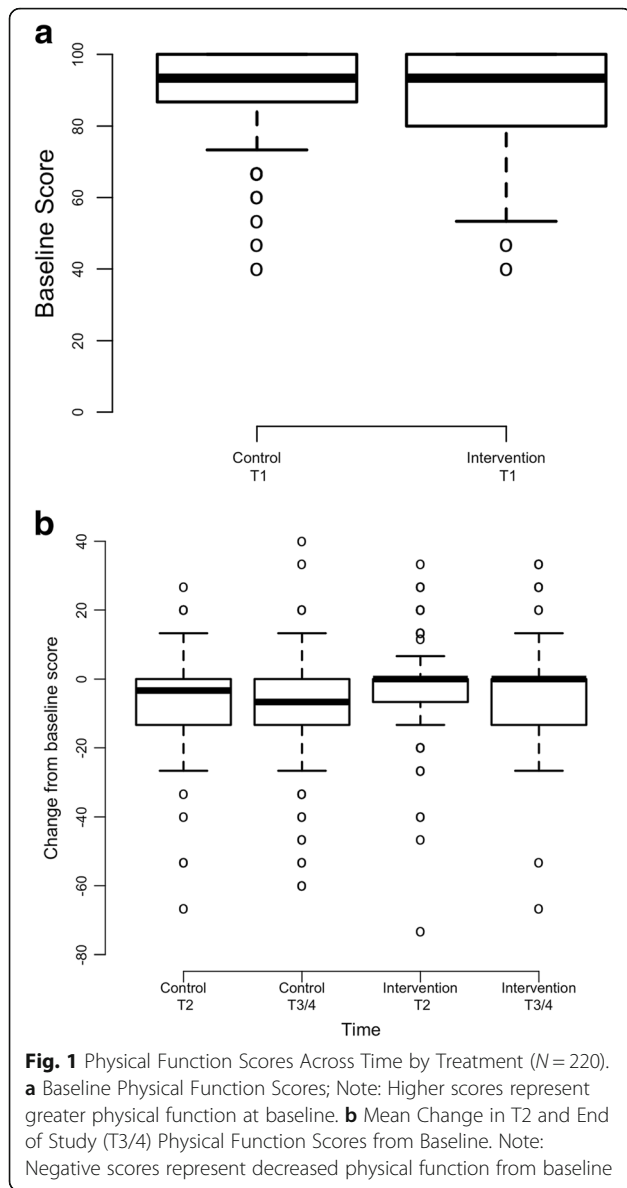 a
100
80
60
40
20
0
Baseline Score
Control
T1
Intervention
T1
b
40
20
0
-20
-40
-60
-80
Change from baseline score
Control
T2
Control
T3/4
Intervention
T2
Intervention
T3/4
Time
Fig. 1 Physical Function Scores Across Time by Treatment (N = 220).
a Baseline Physical Function Scores; Note: Higher scores represent
greater physical function at baseline. b Mean Change in T2 and End
of Study (T3/4) Physical Function Scores from Baseline. Note:
Negative scores represent decreased physical function from baseline